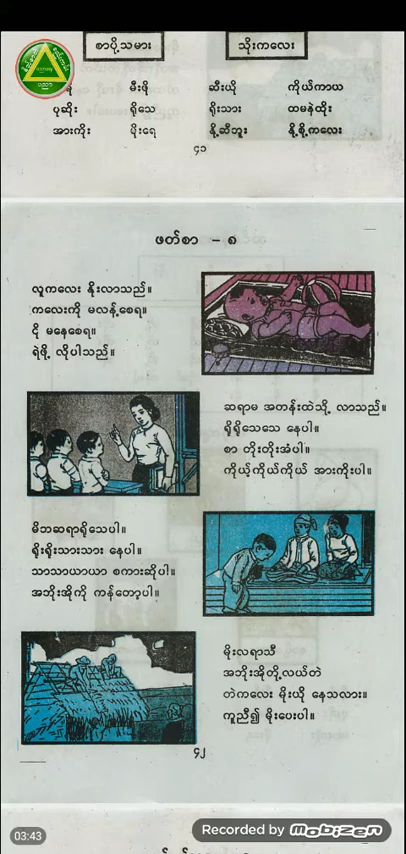 စာပို့သမား
သိုးကလေး
မီးဖို
ဆီးယို
ကိုယ်ကာယ
ပုဆိုး
ရိုသေ
ရိုးသား
ထမနဲထိုး
အားကိုး
မိုးရေ
နို့ဆီဘူး
နို့စို့ကလေး
၄၁
ဖတ်စာ - ၈
လူကလေး နိုးလာသည်။
ကလေးကို မလန့်စေရ။
ငို မနေစေရ။
ရဲဖို့ လိုပါသည်။
ဆရာမ အတန်းထဲသို့ လာသည်။
ရိုရိုသေသေ နေပါ။
စာ တိုးတိုးအံပါ။
ကိုယ့်ကိုယ်ကိုယ် အားကိုးပါ။
မိဘဆရာရိုသေပါ။
ရိုးရိုးသားသား နေပါ။
သာသာယာယာ စကားဆိုပါ။
အဘိုးအိုကို ကန်တော့ပါ။
မိုးလရာသီ
အဘိုးအိုတို့လယ်တဲ
တဲကလေး မိုးယို နေသလား။
ကူညီ၍ မိုးပေးပါ။
၄၂
03:43
Recorded by Mobizen